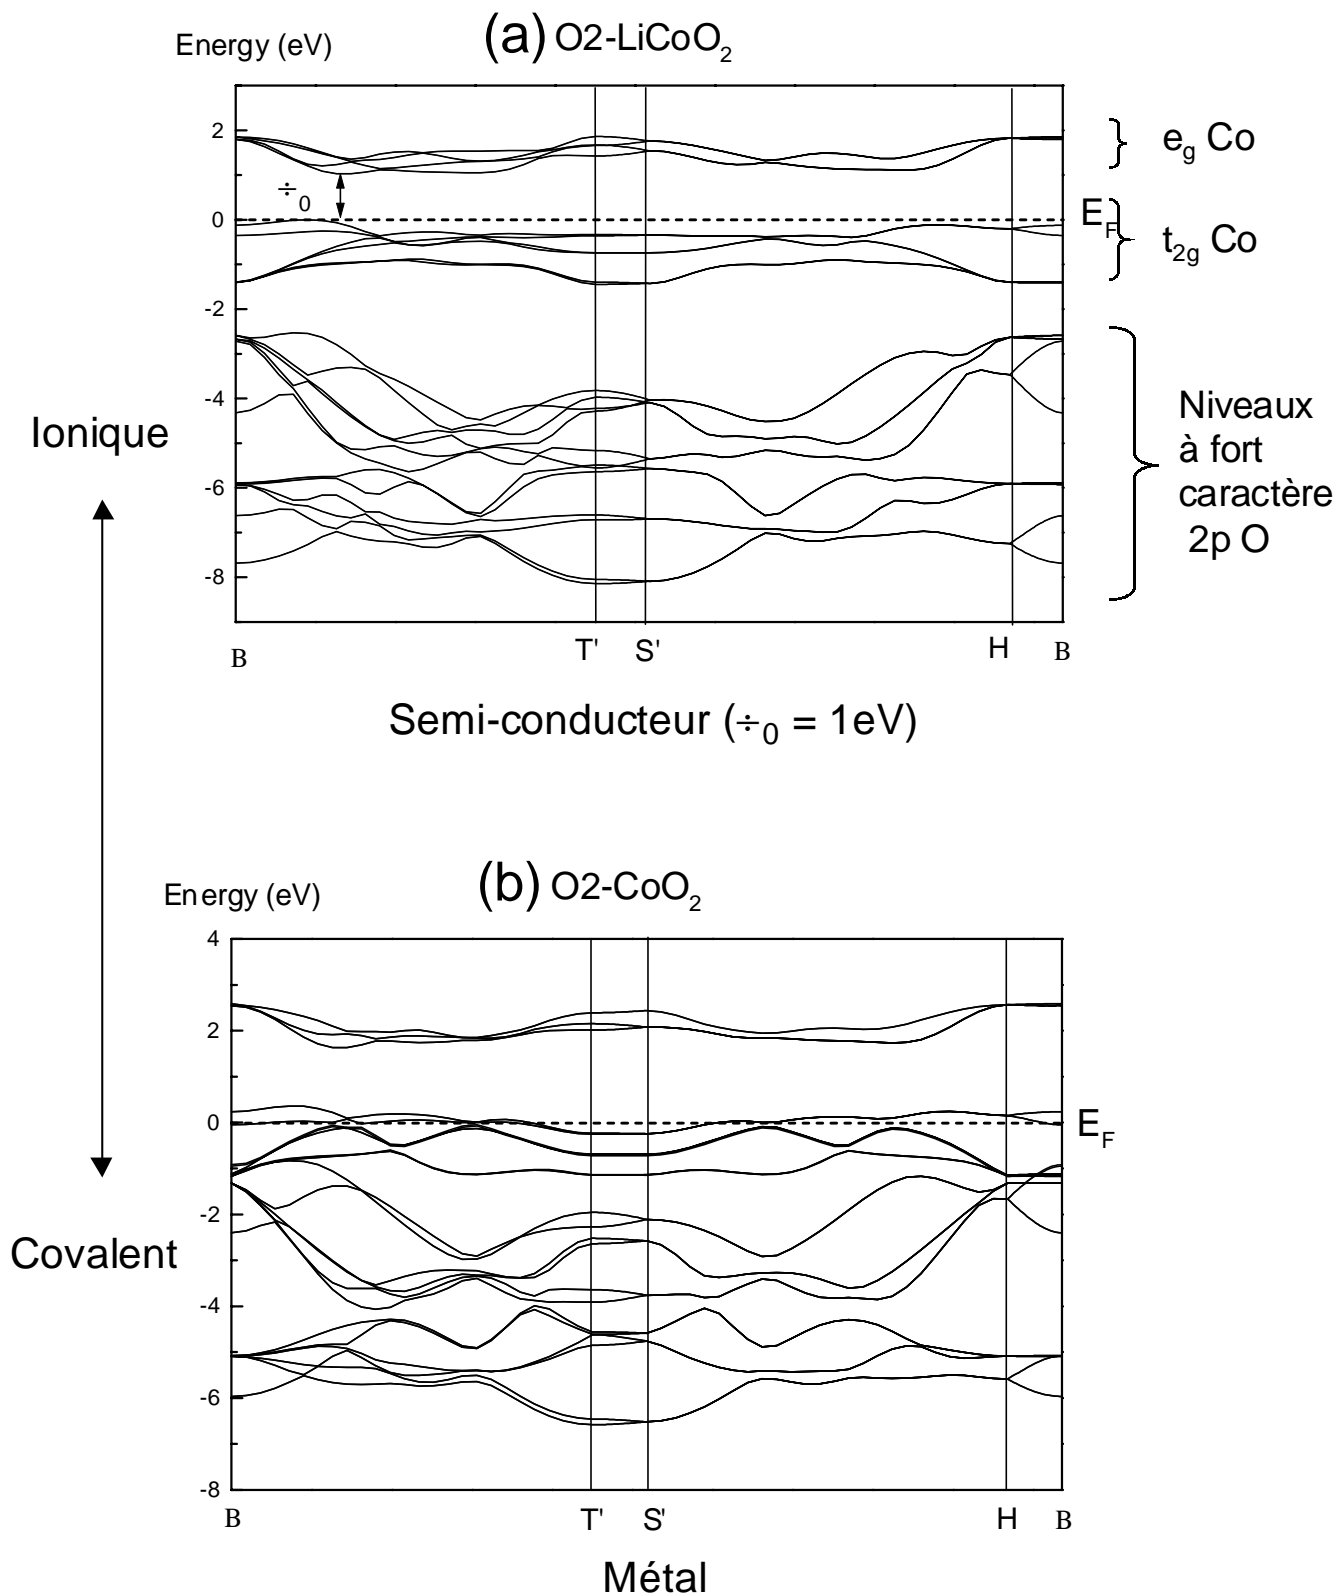 (a) O2-LiCoO₂
Energy (eV)
2
0
-2
-4
-6
-8
÷₀
E_F
e_g Co
t_2g Co
Niveaux
à fort
caractère
2p O
B T' S' H B
Semi-conducteur (÷₀ = 1eV)
Ionique
Covalent
(b) O2-CoO₂
Energy (eV)
4
2
0
-2
-4
-6
-8
E_F
B T' S' H B
Métal